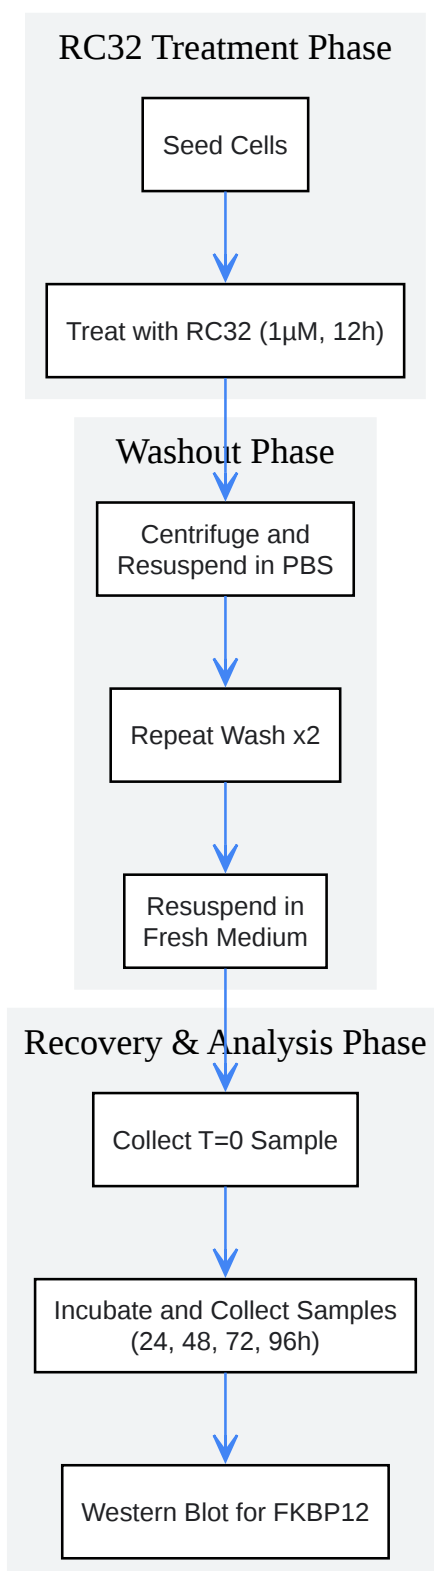 RC32 Treatment Phase
Seed Cells
Treat with RC32 (1µM, 12h)
Washout Phase
Centrifuge and
Resuspend in PBS
Repeat Wash x2
Resuspend in
Fresh Medium
Recovery & Analysis Phase
Collect T=0 Sample
Incubate and Collect Samples
(24, 48, 72, 96h)
Western Blot for FKBP12